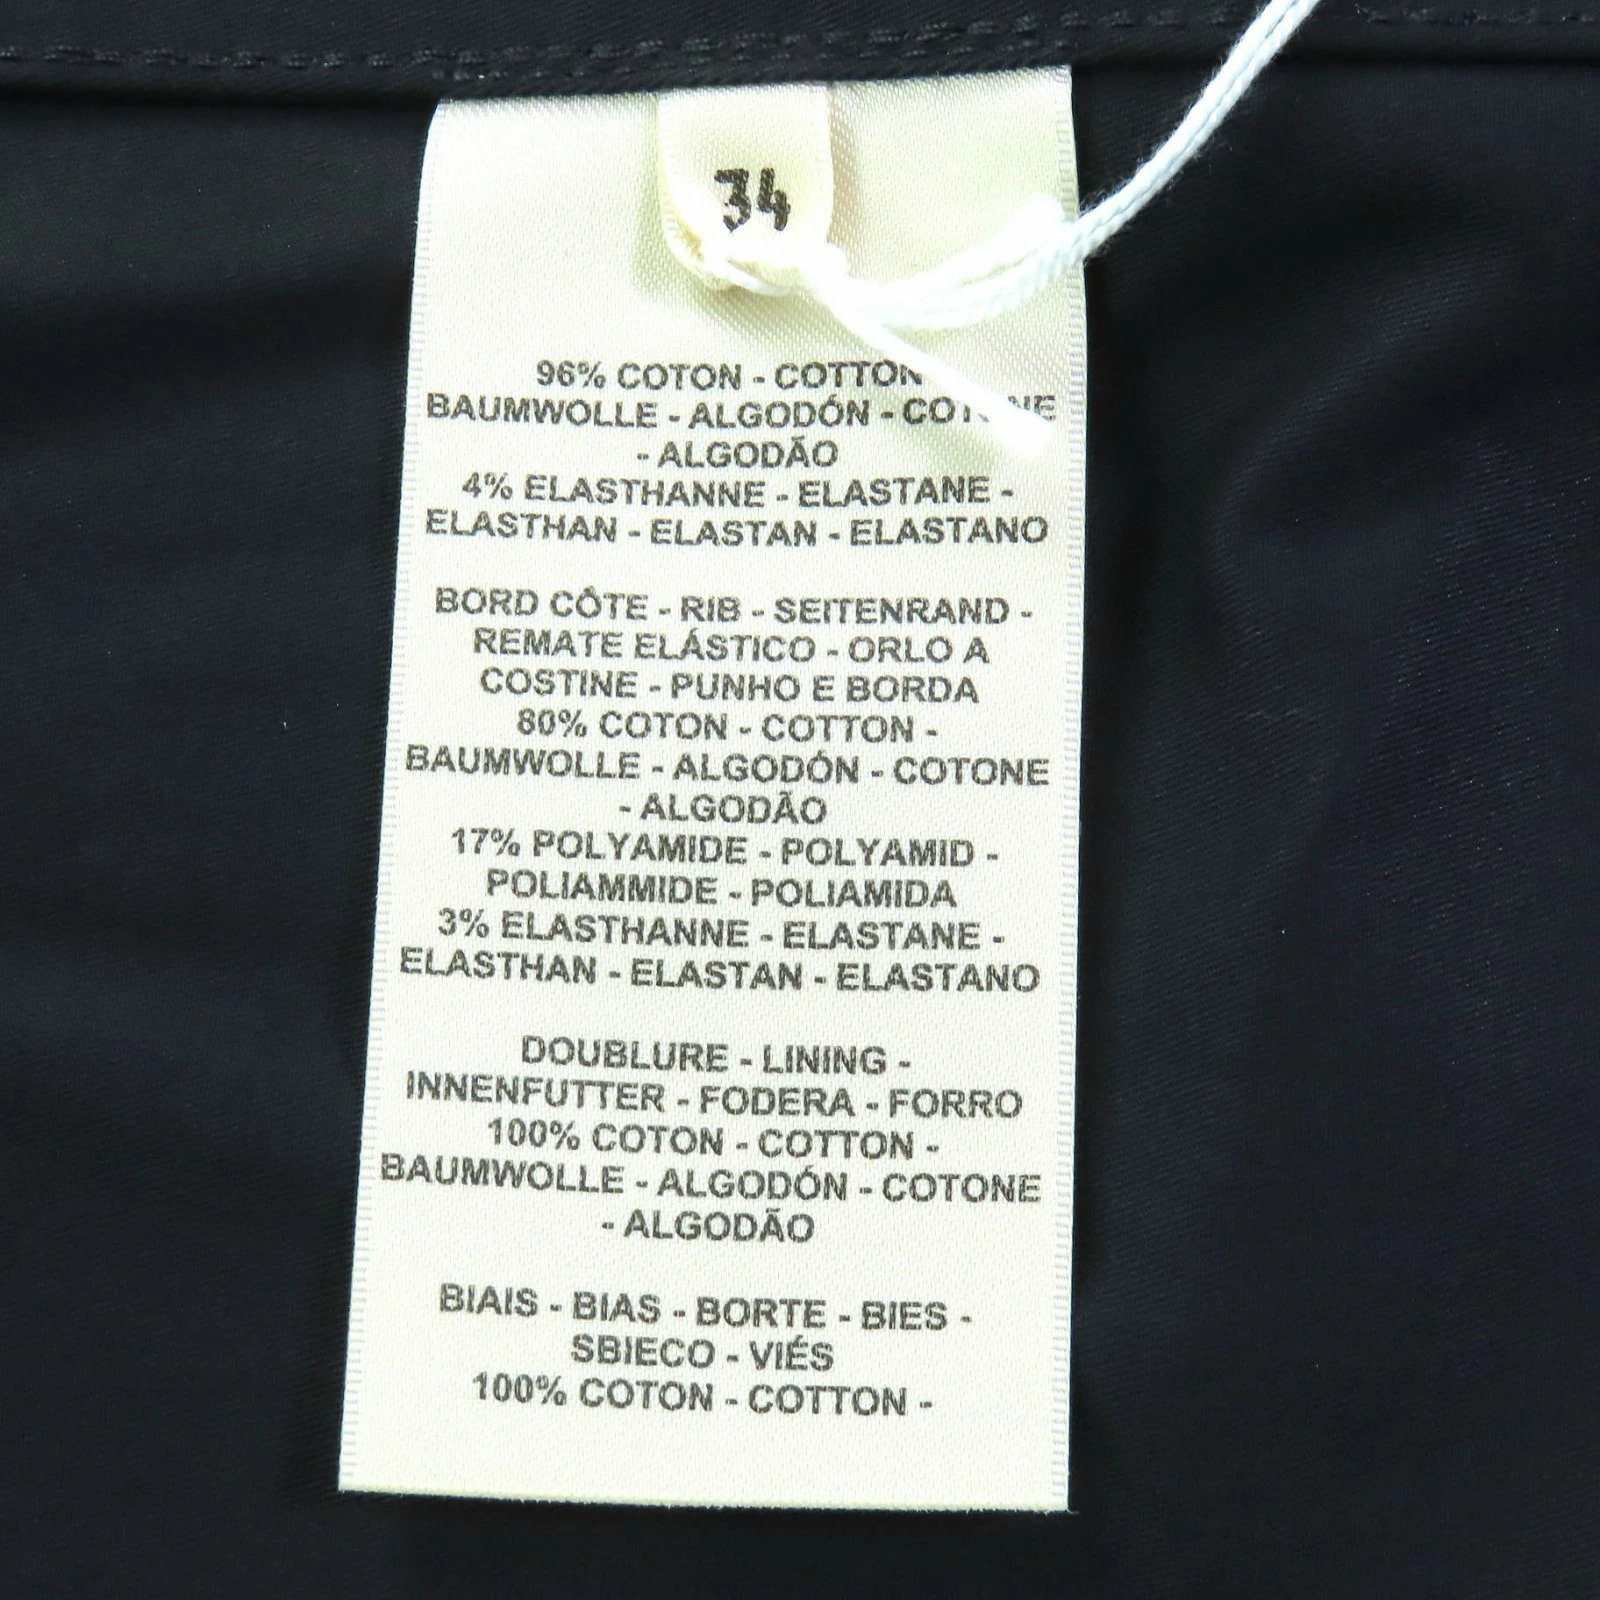 34
96% COTON - COTTON
BAUMWOLLE - ALGODÓN -
- ALGODÃO
4% ELASTHANNE - ELASTANE -
ELASTHAN - ELASTAN - ELASTANO
BORD CÔTE - RIB - SEITENRAND -
REMATE ELÁSTICO - ORLO A
COSTINE - PUNHO E BORDA
80% COTON - COTTON -
BAUMWOLLE - ALGODÓN - COTONE
- ALGODÃO
17% POLYAMIDE - POLYAMID -
POLIAMMIDE - POLIAMIDA
3% ELASTHANNE - ELASTANE -
ELASTHAN - ELASTAN - ELASTANO
DOUBLURE - LINING -
INNENFUTTER - FODERA - FORRO
100% COTON - COTTON -
BAUMWOLLE - ALGODÓN - COTONE
- ALGODÃO
BIAIS - BIAS - BORTE - BIES -
SBIECO - VIÉS
100% COTON - COTTON -